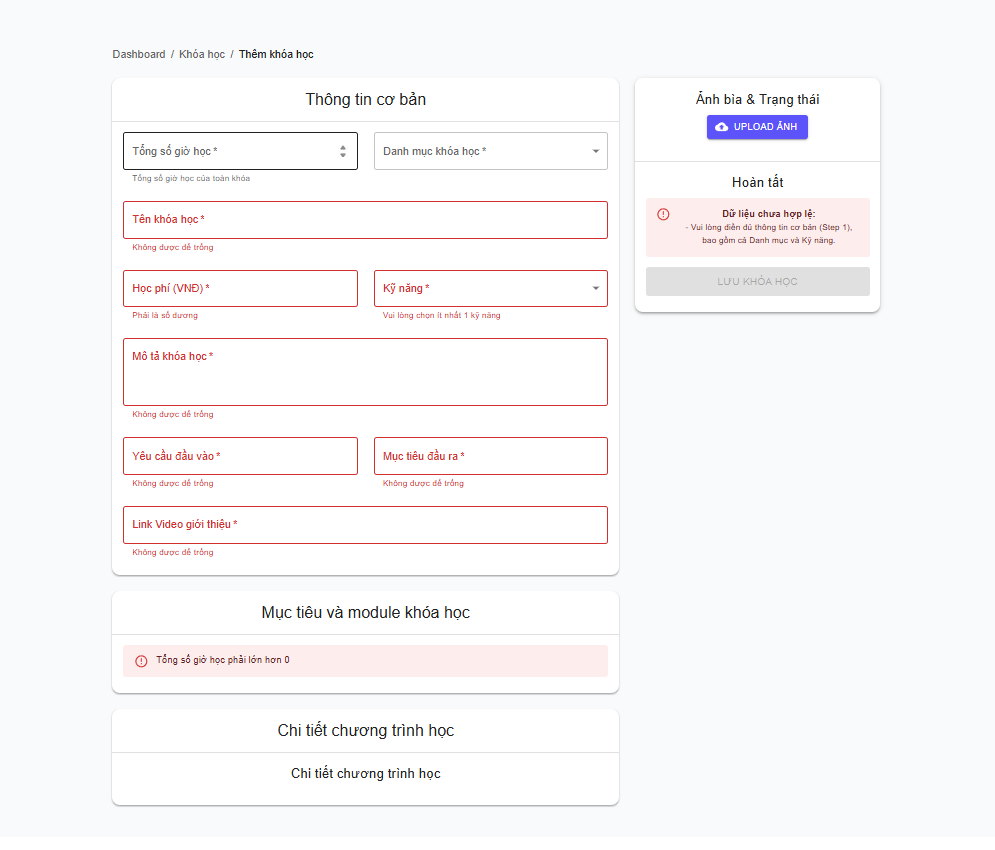 Dashboard / Khóa học / Thêm khóa học
Thông tin cơ bản
Tổng số giờ học *
Danh mục khóa học *
Tổng số giờ học của toàn khóa
Tên khóa học *
Không được để trống
Học phí (VNĐ) *
Kỹ năng *
Phải là số dương
Vui lòng chọn ít nhất 1 kỹ năng
Mô tả khóa học *
Không được để trống
Yêu cầu đầu vào *
Mục tiêu đầu ra *
Không được để trống
Không được để trống
Link Video giới thiệu *
Không được để trống
Mục tiêu và module khóa học
Tổng số giờ học phải lớn hơn 0
Chi tiết chương trình học
Chi tiết chương trình học
Ảnh bìa & Trạng thái
UPLOAD ẢNH
Hoàn tất
Dữ liệu chưa hợp lệ:
- Vui lòng điền đủ thông tin cơ bản (Step 1),
bao gồm cả Danh mục và Kỹ năng.
LƯU KHÓA HỌC